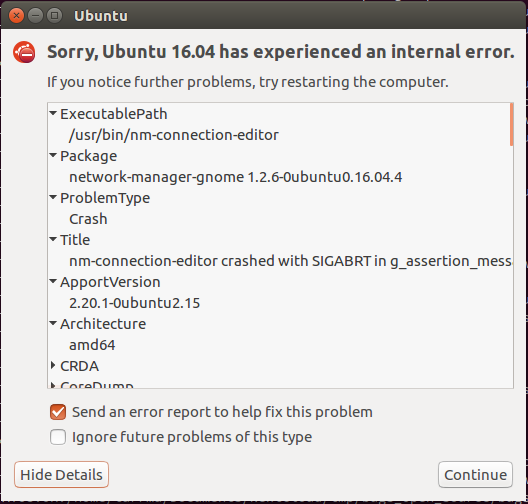 Ubuntu
Sorry, Ubuntu 16.04 has experienced an internal error.
If you notice further problems, try restarting the computer.
ExecutablePath
/usr/bin/nm-connection-editor
Package
network-manager-gnome 1.2.6-0ubuntu0.16.04.4
ProblemType
Crash
Title
nm-connection-editor crashed with SIGABRT in g_assertion_messa
ApportVersion
2.20.1-0ubuntu2.15
Architecture
amd64
CRDA
CoreDump
Send an error report to help fix this problem
Ignore future problems of this type
Hide Details
Continue